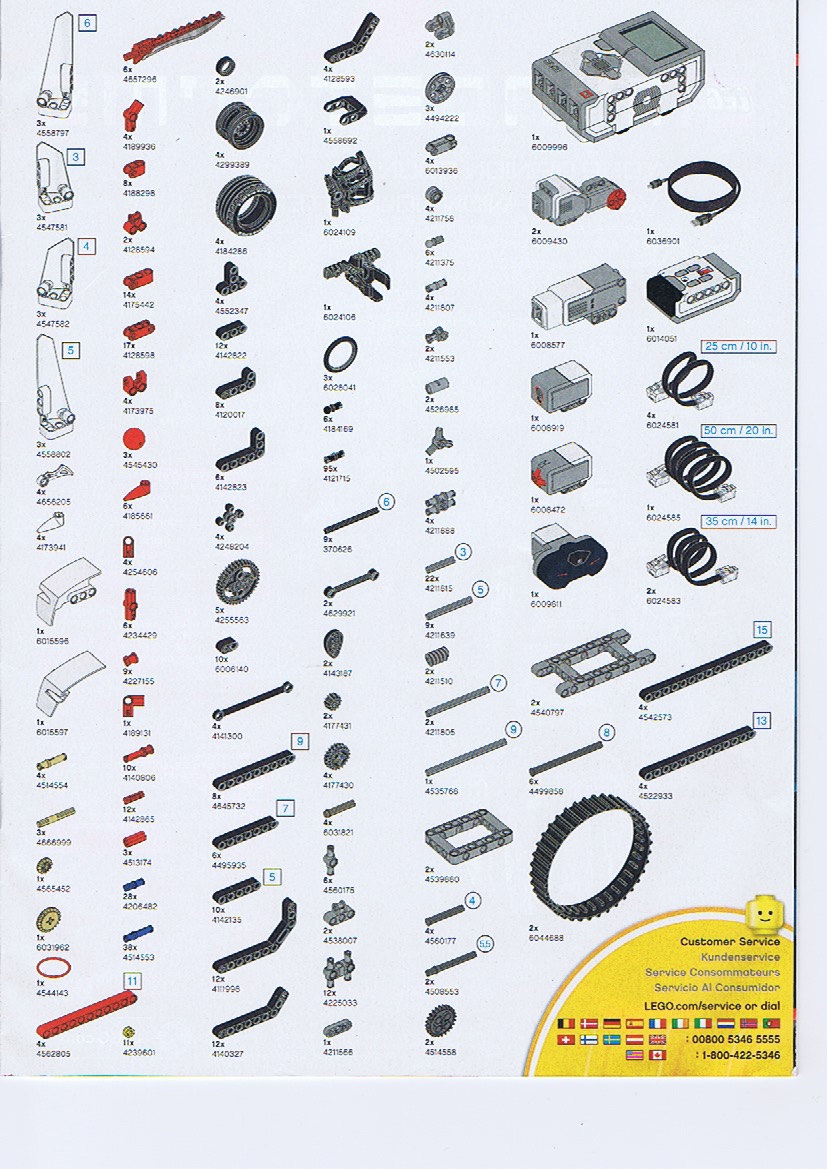 6
3x
4558797
3
3x
4547581
4
3x
4547582
5
3x
4558802
4x
4656205
4x
4173941
1x
6015596
1x
6015597
4x
4514554
3x
4666999
1x
4565452
1x
6031962
1x
4544143
11
4x
4562805
6x
4657296
4x
4189936
8x
4188298
2x
4128594
14x
4175442
17x
4128598
4x
4173975
3x
4545430
6x
4185661
4x
4254606
6x
4234429
9x
4227155
1x
4189131
10x
4140806
12x
4142865
3x
4513174
28x
4206482
38x
4514553
11x
4239601
2x
4246901
4x
4299389
4x
4184286
4x
4552347
12x
4142822
8x
4120017
6x
4142823
4x
4248204
5x
4255563
10x
6006140
4x
4141300
9
8x
4645732
7
6x
4495935
5
10x
4142135
12x
4111998
12x
4140327
4x
4128593
1x
4558692
1x
6024109
1x
6024106
3x
6028041
6x
4184169
95x
4121715
6
9x
370626
2x
4629921
2x
4143187
2x
4177431
4x
4177430
4x
6031821
6x
4560175
2x
4538007
12x
4225033
1x
4211566
2x
4630114
3x
4494222
4x
6013936
4x
4211758
6x
4211375
4x
4211807
2x
4211553
2x
4526985
1x
4502595
4x
4211888
3
22x
4211815
5
9x
4211639
2x
4211510
7
2x
4211805
9
1x
4535768
2x
4539880
4
4x
4560177
5.5
2x
4508553
2x
4514558
1x
6009996
2x
6009430
1x
6036901
1x
6008577
1x
6014051
25 cm / 10 in.
1x
6008919
4x
6024581
50 cm / 20 in.
1x
6008472
1x
6024585
35 cm / 14 in.
1x
6009811
2x
6024583
15
2x
4540797
4x
4542573
13
8
6x
4499858
4x
4522933
2x
6044688
Customer Service
Kundenservice
Service Consommateurs
Servicio Al Consumidor
LEGO.com/service or dial
: 00800 5346 5555
: 1-800-422-5346